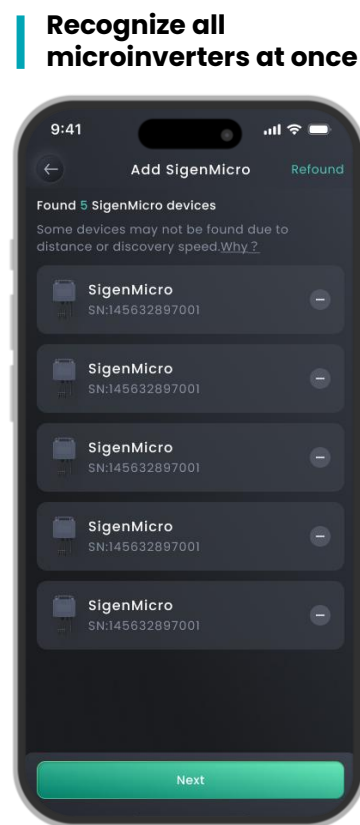 Recognize all
microinverters at once
9:41
Add SigenMicro
Refound
Found 5 SigenMicro devices
Some devices may not be found due to
distance or discovery speed.Why ?
SigenMicro
SN:145632897001
SigenMicro
SN:145632897001
SigenMicro
SN:145632897001
SigenMicro
SN:145632897001
SigenMicro
SN:145632897001
Next